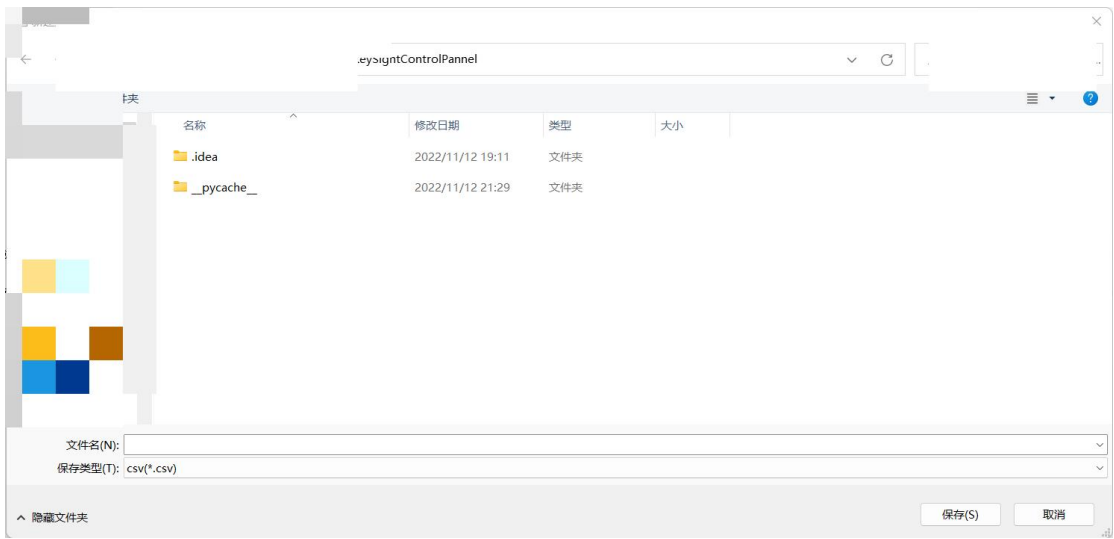 eysightControlPannel
件夹
名称 修改日期 类型 大小
.idea 2022/11/12 19:11 文件夹
__pycache__ 2022/11/12 21:29 文件夹
文件名(N):
保存类型(T): csv(*.csv)
隐藏文件夹 保存(S) 取消